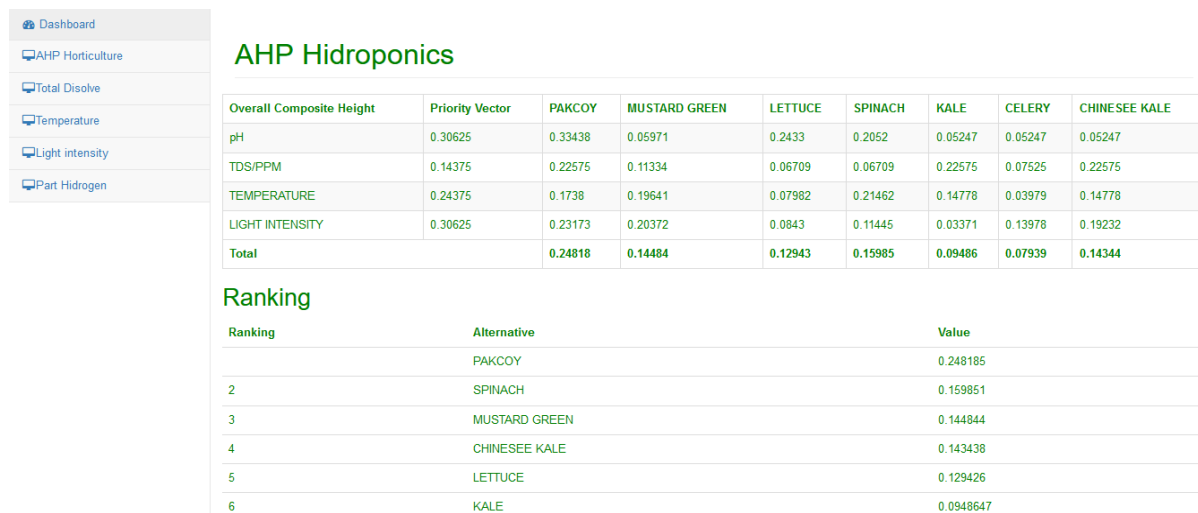 Dashboard
AHP Horticulture
Total Disolve
Temperature
Light intensity
Part Hidrogen
AHP Hidroponics
Overall Composite Height Priority Vector PAKCOY MUSTARD GREEN LETTUCE SPINACH KALE CELERY CHINESEE KALE
pH 0.30625 0.33438 0.05971 0.2433 0.2052 0.05247 0.05247 0.05247
TDS/PPM 0.14375 0.22575 0.11334 0.06709 0.06709 0.22575 0.07525 0.22575
TEMPERATURE 0.24375 0.1738 0.19641 0.07982 0.21462 0.14778 0.03979 0.14778
LIGHT INTENSITY 0.30625 0.23173 0.20372 0.0843 0.11445 0.03371 0.13978 0.19232
Total 0.24818 0.14484 0.12943 0.15985 0.09486 0.07939 0.14344
Ranking
Ranking Alternative Value
PAKCOY 0.248185
2 SPINACH 0.159851
3 MUSTARD GREEN 0.144844
4 CHINESEE KALE 0.143438
5 LETTUCE 0.129426
6 KALE 0.0948647